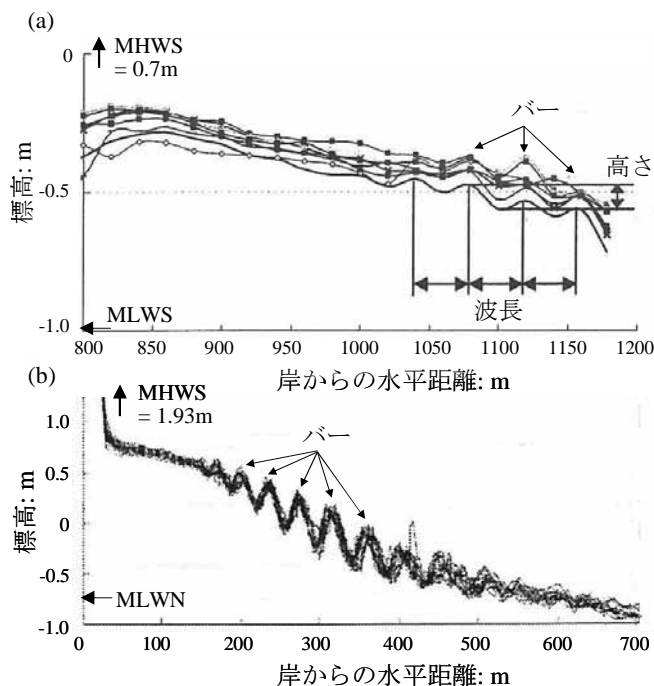 (a)
0
MHWS
= 0.7m
バー
高さ
標高: m
-0.5
波長
-1.0
MLWS
800 850 900 950 1000 1050 1100 1150 1200
岸からの水平距離: m
(b)
MHWS
= 1.93m
1.0
バー
0.5
標高: m
0
-0.5
MLWN
-1.0
0 100 200 300 400 500 600 700
岸からの水平距離: m